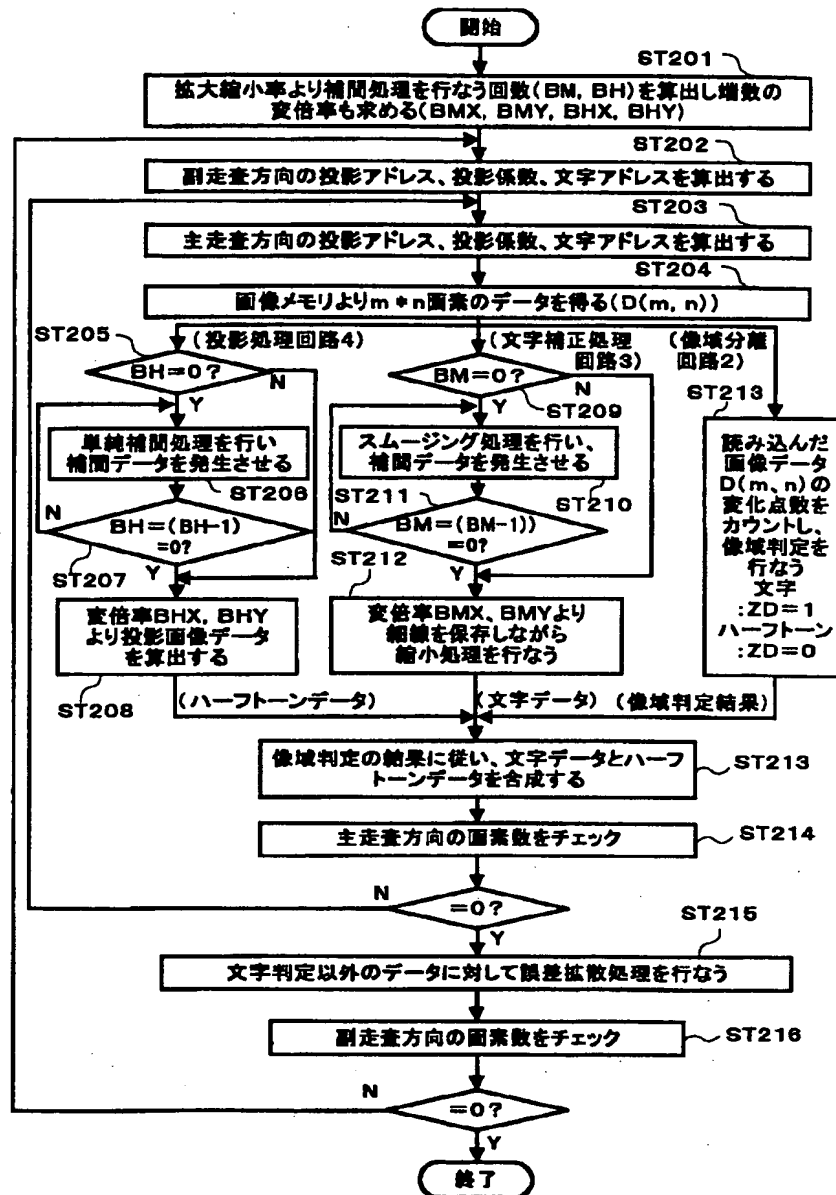 開始
ST201
拡大縮小率より補間処理を行なう回数(BM, BH)を算出し端数の
変倍率も求める(BMX, BMY, BHX, BHY)
ST202
副走査方向の投影アドレス、投影係数、文字アドレスを算出する
ST203
主走査方向の投影アドレス、投影係数、文字アドレスを算出する
ST204
画像メモリよりm*n画素のデータを得る(D(m, n))
ST205
(投影処理回路4)
(文字補正処理
回路3)
(像域分離
回路2)
BH=0?
N
Y
BM=0?
N
Y
ST209
ST213
単純補間処理を行い
補間データを発生させる
ST206
スムージング処理を行い、
補間データを発生させる
ST210
読み込んだ
画像データ
D(m、n)の
変化点数を
カウントし、
像域判定を
行なう
文字
:ZD=1
ハーフトーン
:ZD=0
N
BH=(BH-1)
=0?
ST207
Y
ST211
N
BM=(BM-1))
=0?
ST212
Y
変倍率BHX, BHY
より投影画像データ
を算出する
ST208
変倍率BMX、BMYより
細線を保存しながら
縮小処理を行なう
(ハーフトーンデータ)
(文字データ)
(像域判定結果)
像域判定の結果に従い、文字データとハーフ
トーンデータを合成する
ST213
主走査方向の画素数をチェック
ST214
N
=0?
Y
ST215
文字判定以外のデータに対して誤差拡散処理を行なう
副走査方向の画素数をチェック
ST216
N
=0?
Y
終了